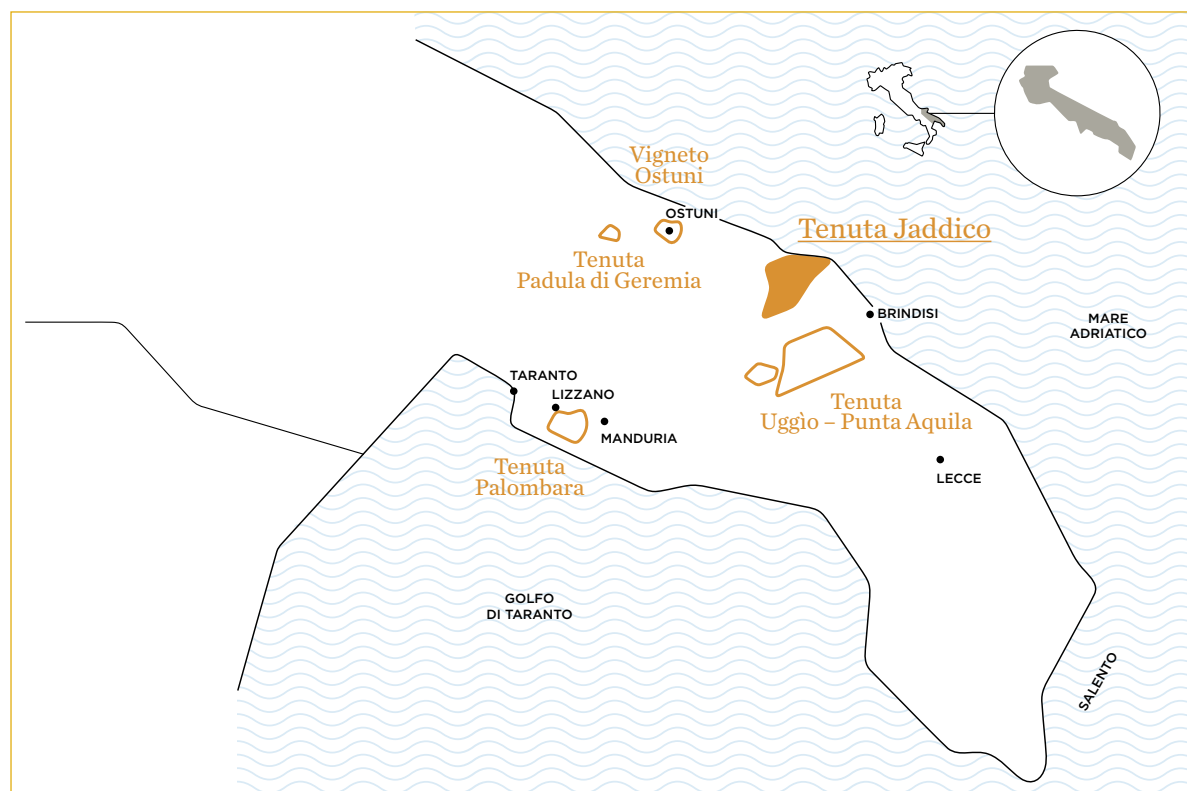 Vigneto
Ostuni
OSTUNI
Tenuta Jaddico
Tenuta
Padula di Geremia
BRINDISI
MARE
ADRIATICO
TARANTO
LIZZANO
MANDURIA
Tenuta
Uggìo – Punta Aquila
Tenuta
Palombara
LECCE
GOLFO
DI TARANTO
SALENTO